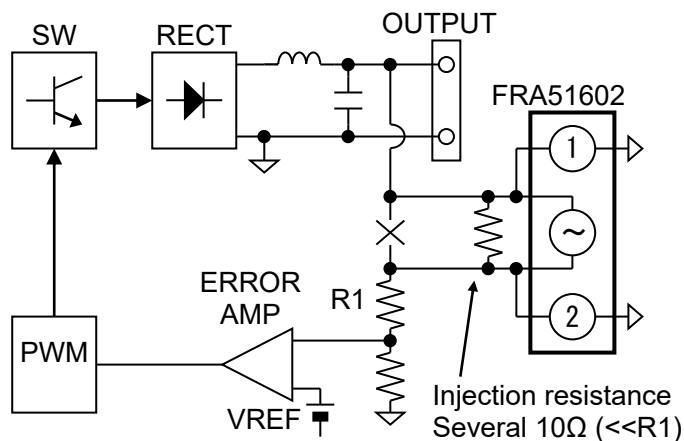 OUTPUT
SW
RECT
FRA51602
1
~
2
ERROR
AMP
R1
PWM
VREF
Injection resistance
Several 10Ω (<<R1)